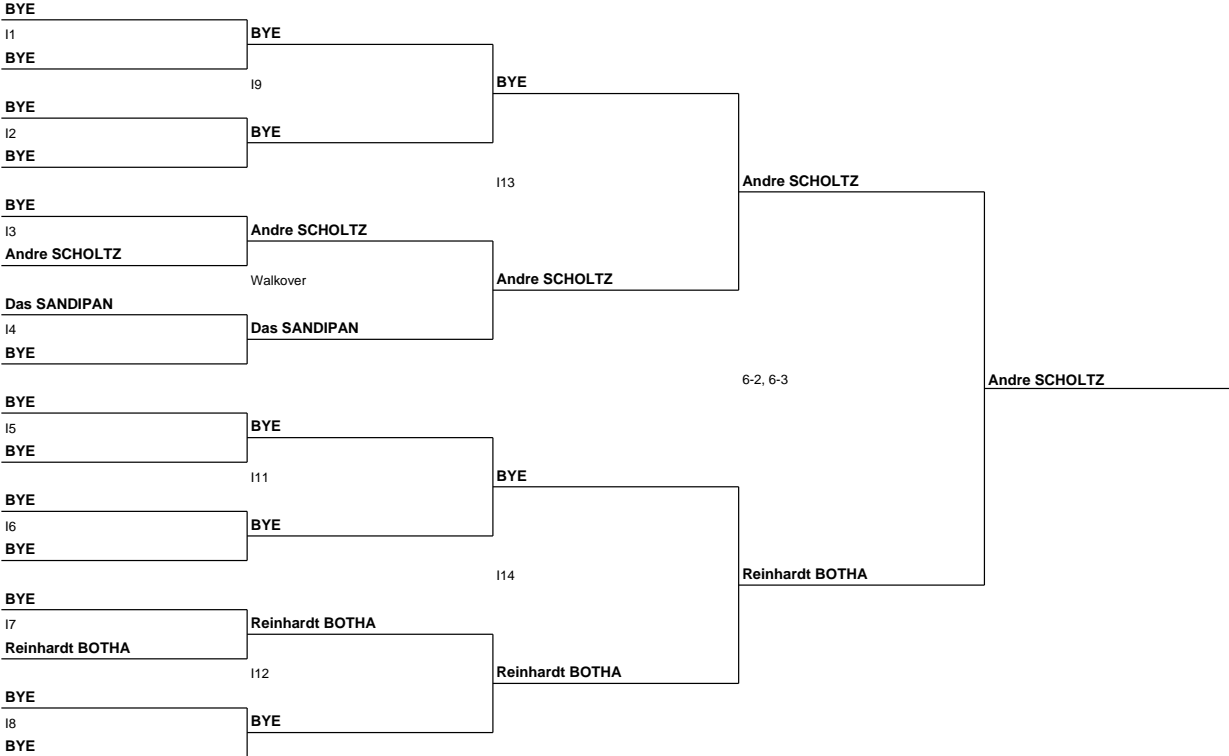 BYE
I1
BYE
BYE
I2
BYE
BYE
I3
Andre SCHOLTZ
Das SANDIPAN
I4
BYE
BYE
I5
BYE
BYE
I6
BYE
BYE
I7
Reinhardt BOTHA
BYE
I8
BYE
BYE
I9
BYE
Andre SCHOLTZ
Walkover
Das SANDIPAN
BYE
I11
BYE
Reinhardt BOTHA
I12
BYE
BYE
I13
Andre SCHOLTZ
BYE
I14
Reinhardt BOTHA
Andre SCHOLTZ
6-2, 6-3
Reinhardt BOTHA
Andre SCHOLTZ